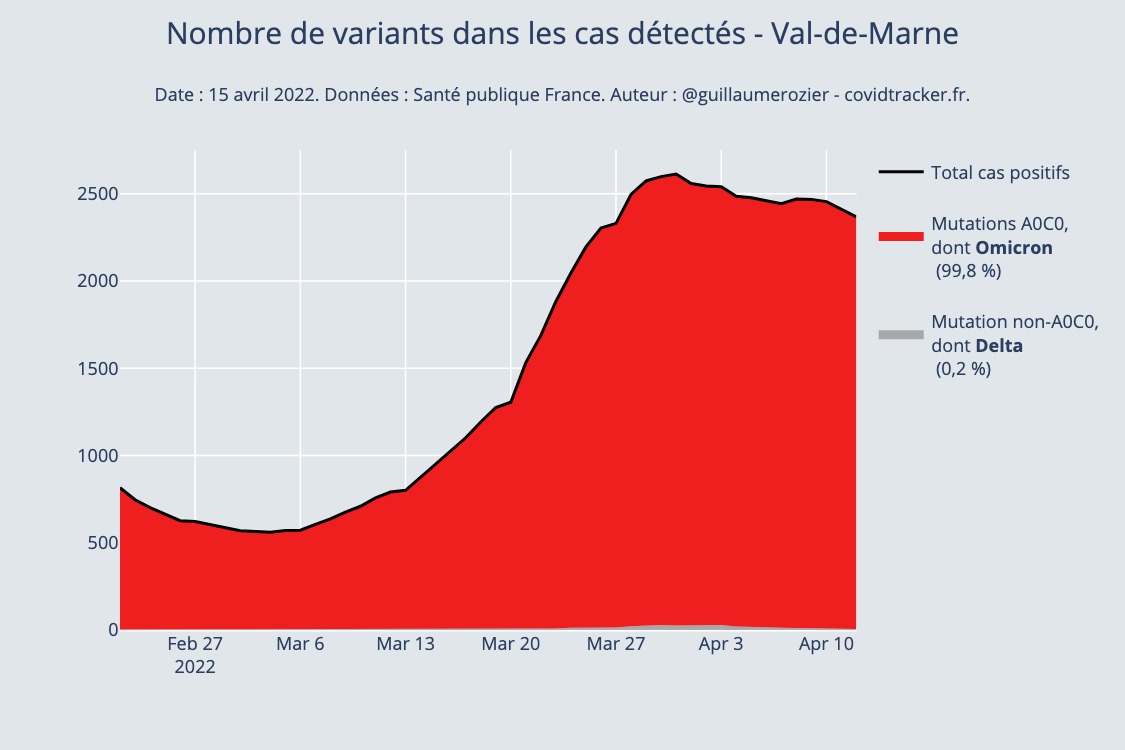 Nombre de variants dans les cas détectés - Val-de-Marne
Date : 15 avril 2022. Données : Santé publique France. Auteur : @guillaumerozier - covidtracker.fr.
2500
2000
1500
1000
500
0
Feb 27
2022
Mar 6
Mar 13
Mar 20
Mar 27
Apr 3
Apr 10
Total cas positifs
Mutations A0C0,
dont Omicron
(99,8 %)
Mutation non-A0C0,
dont Delta
(0,2 %)